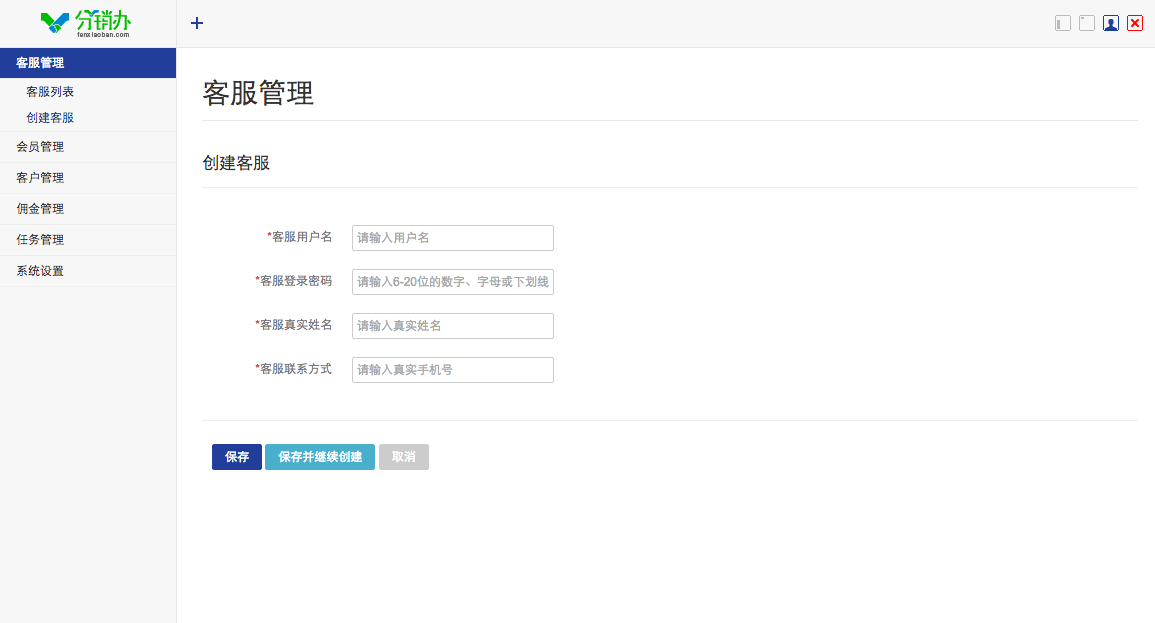 分销办
fenxiaoban.com
+
客服管理
客服列表
创建客服
会员管理
客户管理
佣金管理
任务管理
系统设置
客服管理
创建客服
*客服用户名 请输入用户名
*客服登录密码 请输入6-20位的数字、字母或下划线
*客服真实姓名 请输入真实姓名
*客服联系方式 请输入真实手机号
保存 保存并继续创建 取消